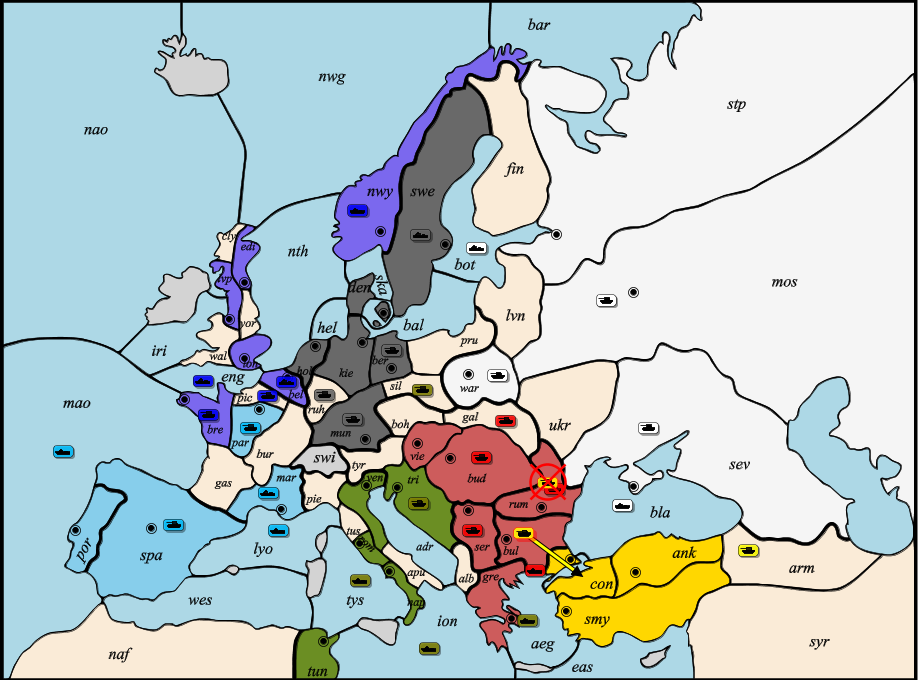 bar
nwg
stp
nao
fin
nwy
swe
cly
edi
nth
bot
mos
lvp
den
ska
lvn
yor
hel
bal
iri
wal
pru
lon
hol
kie
ber
eng
war
sil
mao
pic
bel
ruh
gal
ukr
bre
boh
par
mun
vie
bur
swi
tyr
sev
gas
mar
ven
tri
bud
pie
rum
bla
por
spa
lyo
tus
rom
adr
ser
bul
ank
apu
alb
gre
con
arm
wes
tys
nap
ion
smy
naf
aeg
syr
tun
eas